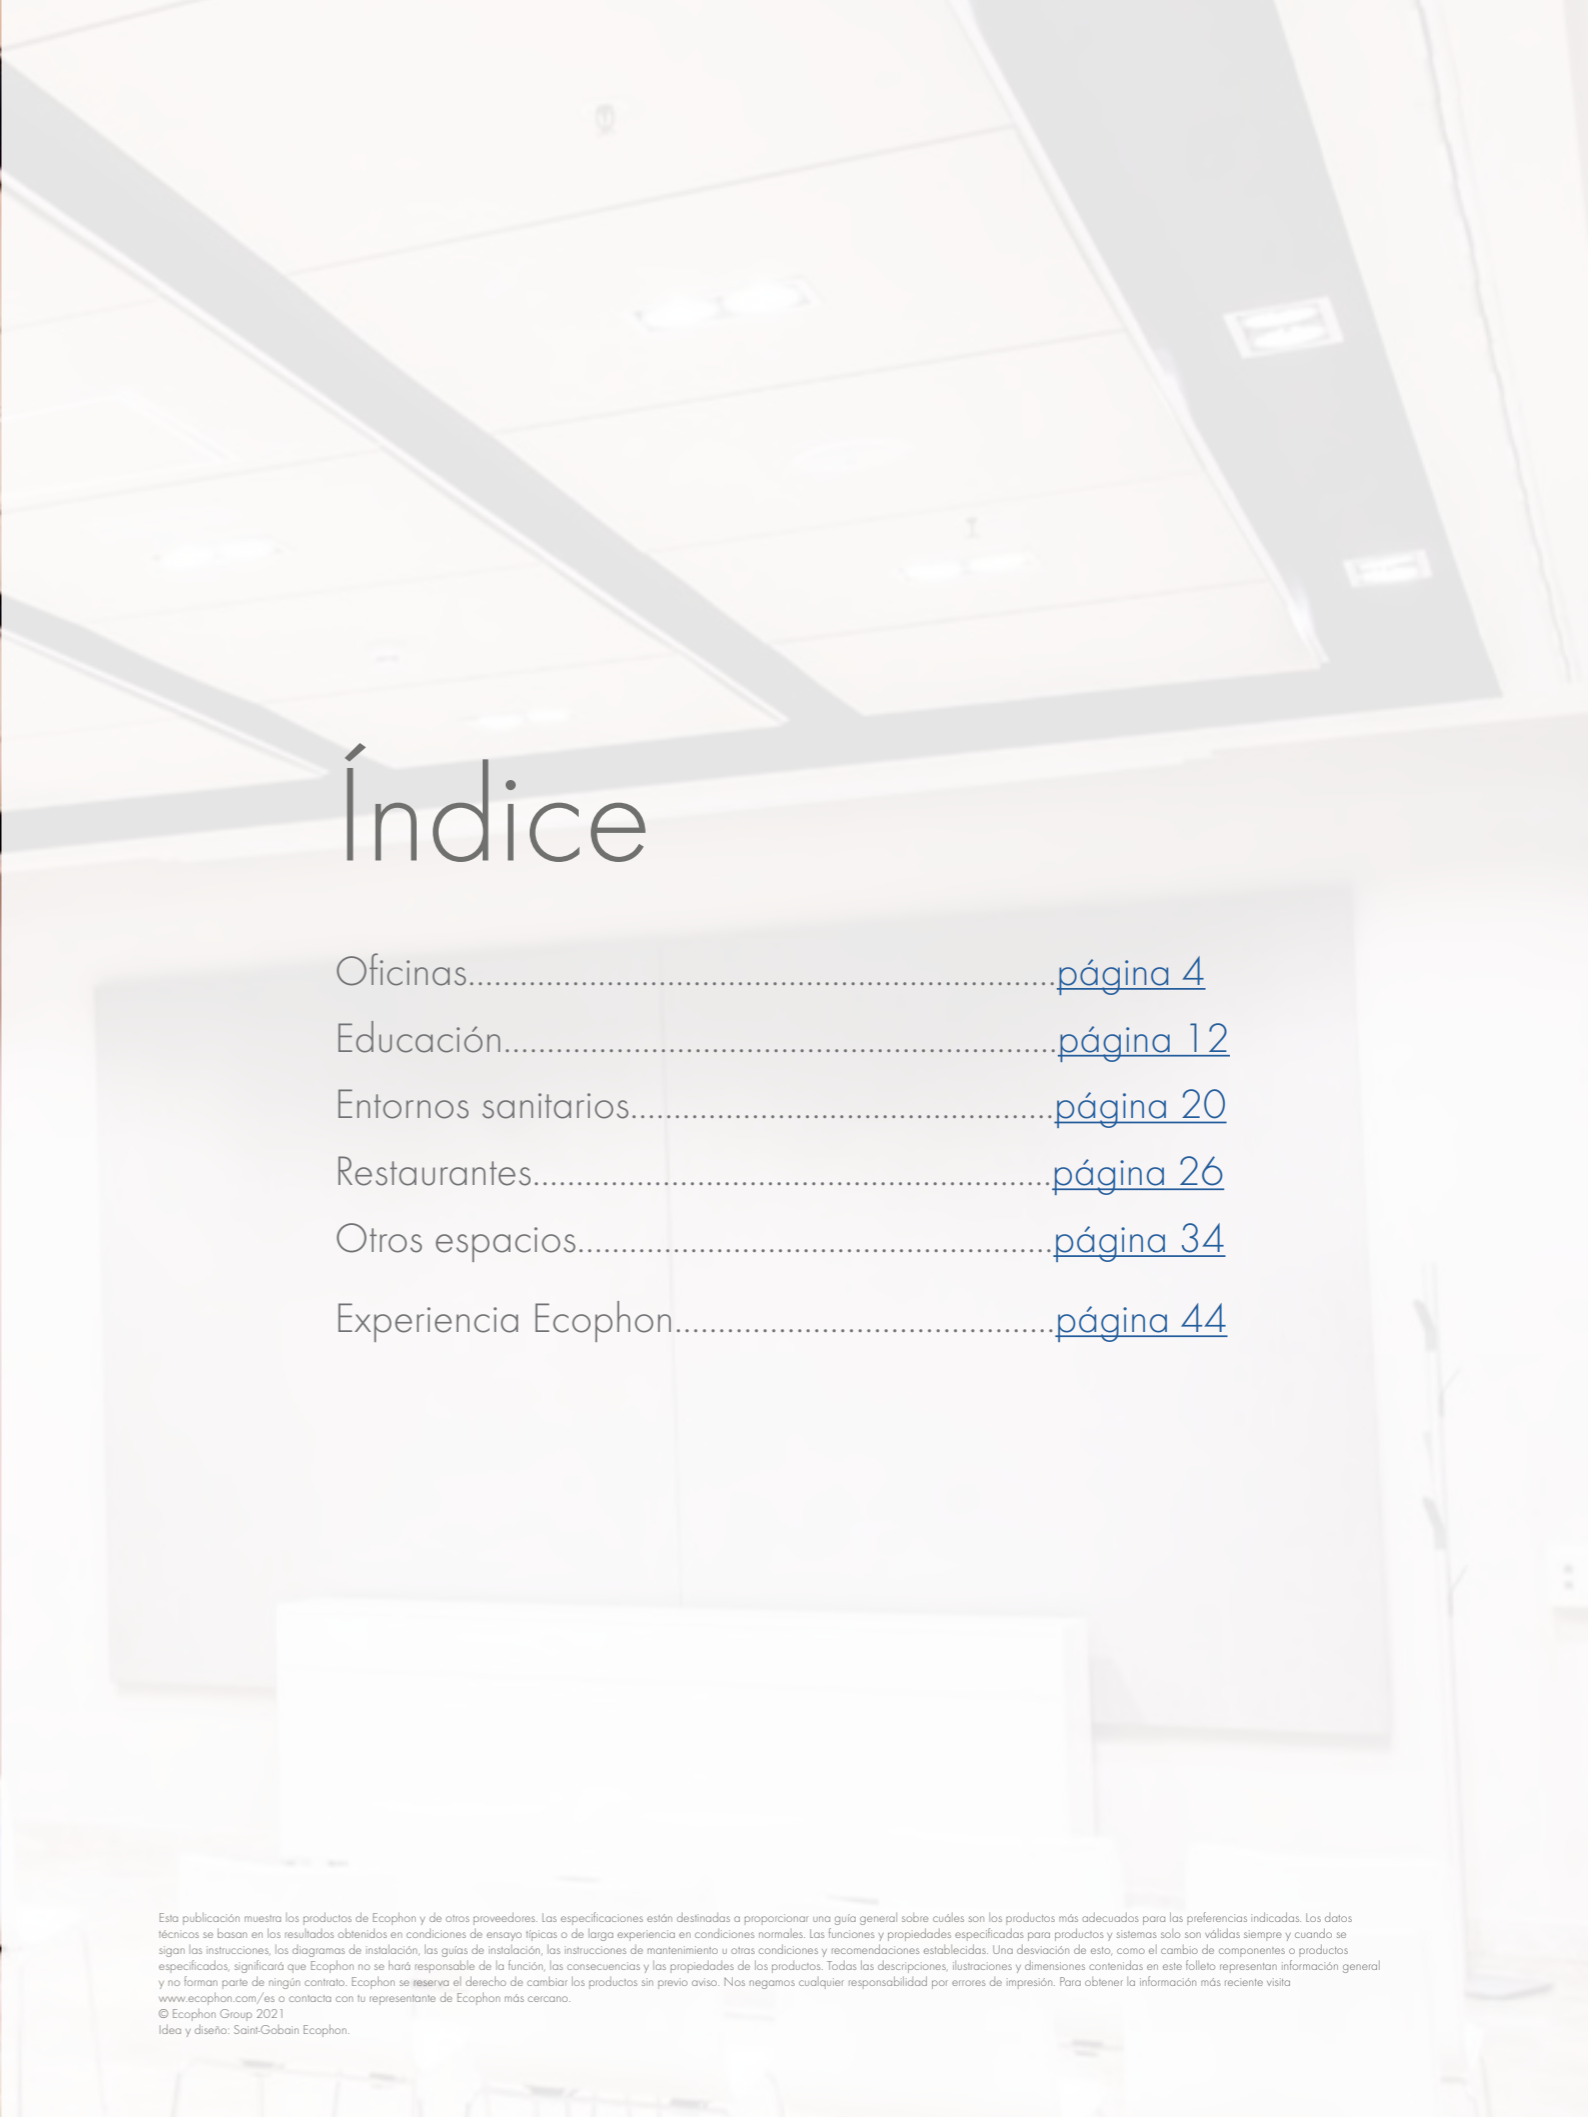 Índice
Oficinas....................................................................página 4
Educación................................................................página 12
Entornos sanitarios.................................................página 20
Restaurantes............................................................página 26
Otros espacios.......................................................página 34
Experiencia Ecophon............................................página 44
Esta publicación muestra los productos de Ecophon y de otros proveedores. Las especificaciones están destinadas a proporcionar una guía general sobre cuáles son los productos más adecuados para las preferencias indicadas. Los datos
técnicos se basan en los resultados obtenidos en condiciones de ensayo típicas o de larga experiencia en condiciones normales. Las funciones y propiedades especificadas para productos y sistemas solo son válidas siempre y cuando se
sigan las instrucciones, los diagramas de instalación, las guías de instalación, las instrucciones de mantenimiento u otras condiciones y recomendaciones establecidas. Una desviación de esto, como el cambio de componentes o productos
especificados, significará que Ecophon no se hará responsable de la función, las consecuencias y las propiedades de los productos. Todas las descripciones, ilustraciones y dimensiones contenidas en este folleto representan información general
y no forman parte de ningún contrato. Ecophon se reserva el derecho de cambiar los productos sin previo aviso. Nos negamos cualquier responsabilidad por errores de impresión. Para obtener la información más reciente visita
www.ecophon.com/es o contacta con tu representante de Ecophon más cercano.
© Ecophon Group 2021
Idea y diseño: Saint-Gobain Ecophon.